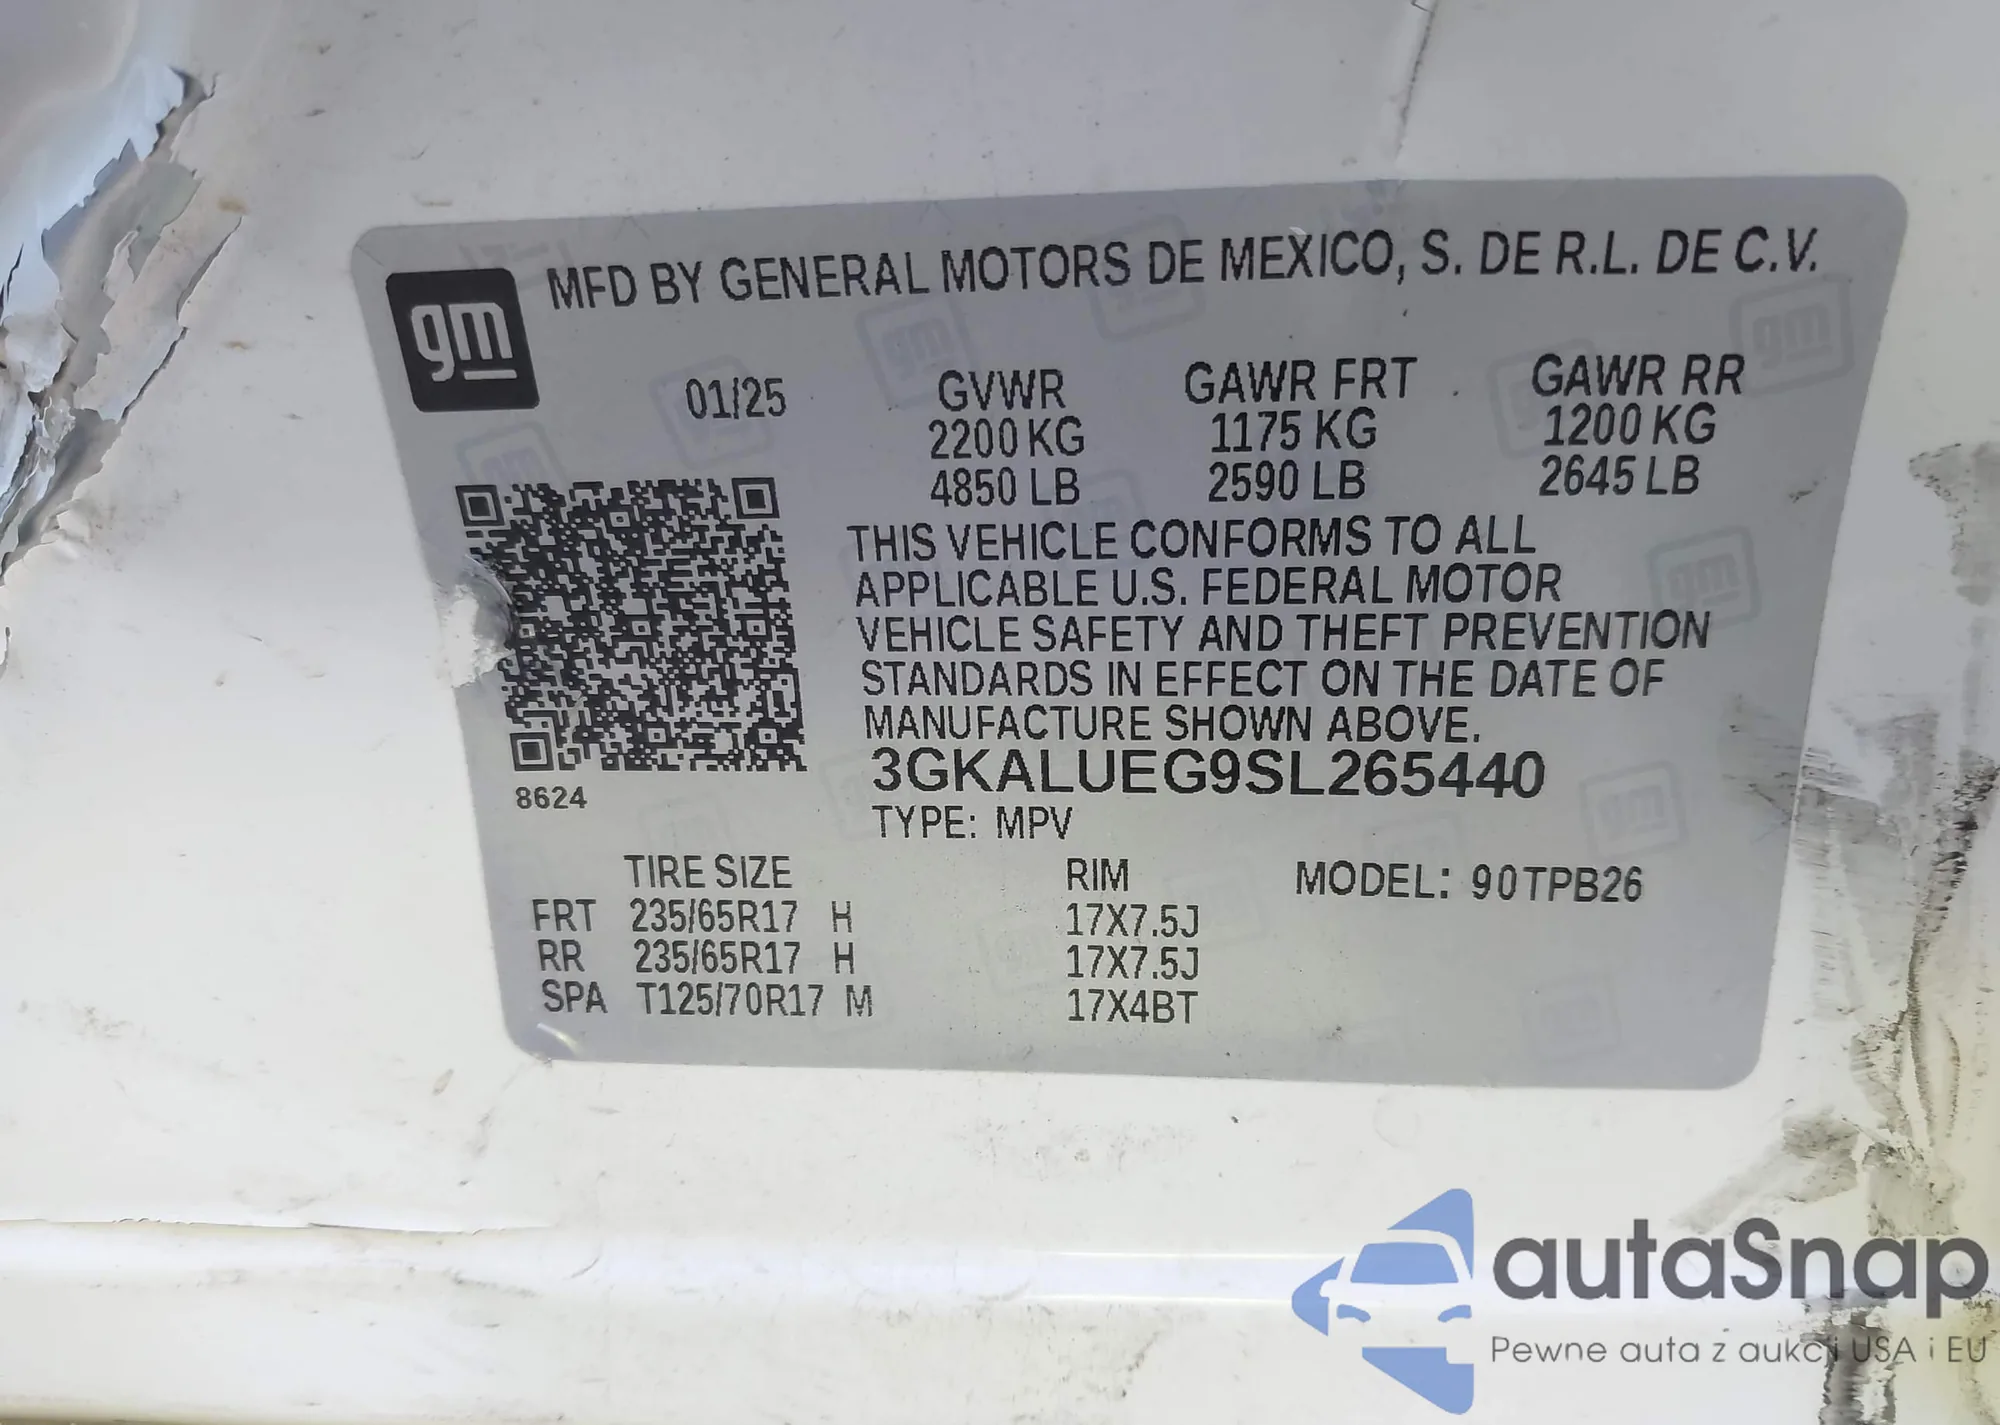 gm MFD BY GENERAL MOTORS DE MEXICO, S. DE R.L. DE C.V.
01/25 GVWR GAWR FRT GAWR RR
2200 KG 1175 KG 1200 KG
4850 LB 2590 LB 2645 LB
THIS VEHICLE CONFORMS TO ALL
APPLICABLE U.S. FEDERAL MOTOR
VEHICLE SAFETY AND THEFT PREVENTION
STANDARDS IN EFFECT ON THE DATE OF
MANUFACTURE SHOWN ABOVE.
3GKALUEG9SL265440
8624
TYPE: MPV
TIRE SIZE RIM MODEL: 90TPB26
FRT 235/65R17 H 17X7.5J
RR 235/65R17 H 17X7.5J
SPA T125/70R17 M 17X4BT
autaSnap
Pewne auta z aukcji USA i EU